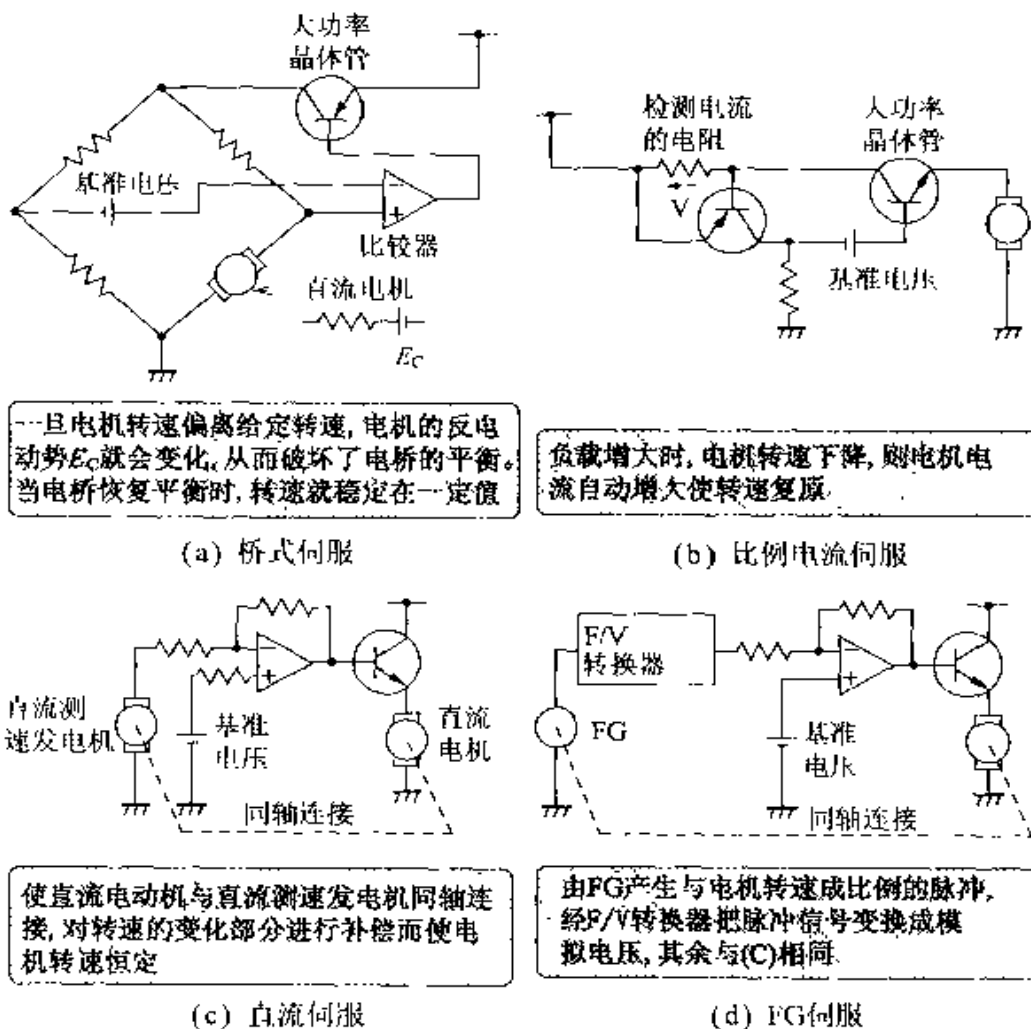 大功率
晶体管
基准电压
比较器
直流电机
E_C
一旦电机转速偏离给定转速, 电机的反电
动势E_C就会变化, 从而破坏了电桥的平衡。
当电桥恢复平衡时, 转速就稳定在一定值
(a) 桥式伺服
检测电流
的电阻
V
大功率
晶体管
基准电压
负载增大时, 电机转速下降, 则电机电
流自动增大使转速复原
(b) 比例电流伺服
直流测
速发电机
基准
电压
直流
电机
同轴连接
使直流电动机与直流测速发电机同轴连
接, 对转速的变化部分进行补偿而使电
机转速恒定
(c) 直流伺服
F/V
转换器
FG
基准
电压
同轴连接
由FG产生与电机转速成比例的脉冲,
经F/V转换器把脉冲信号变换成模
拟电压, 其余与(C)相同
(d) FG伺服